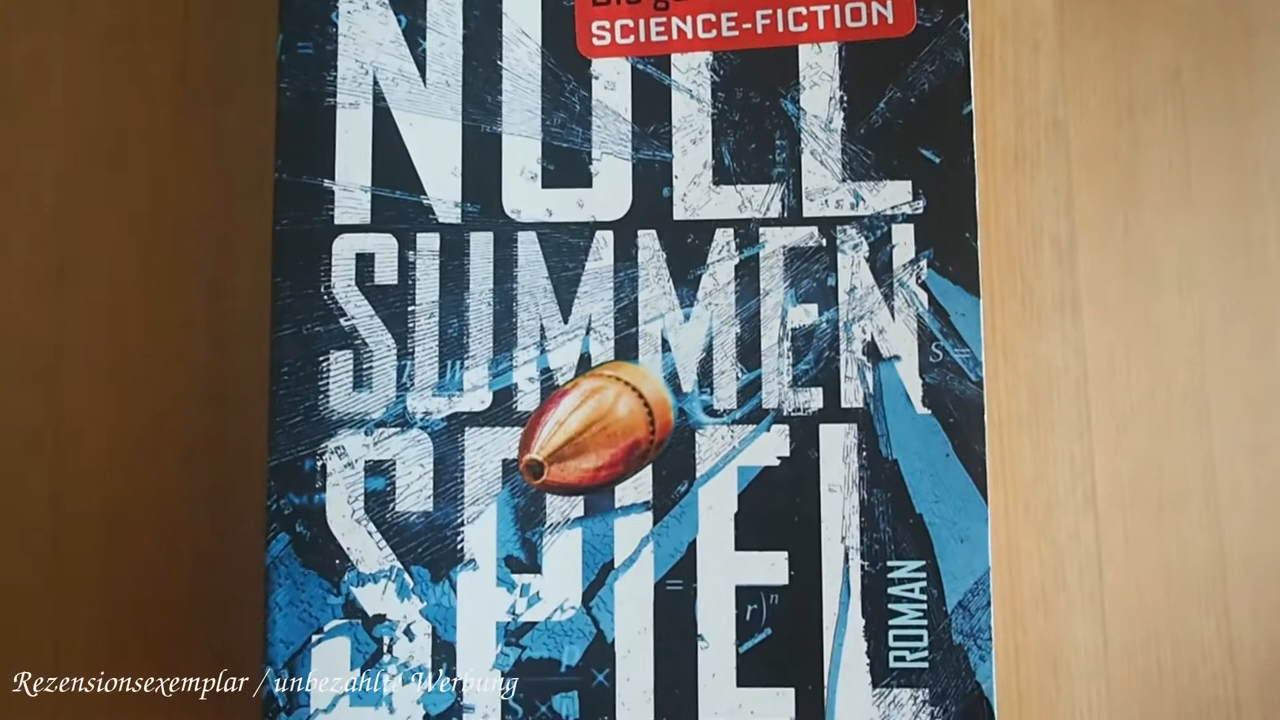 SCIENCE-FICTION
NULL
SUMMEN
SPIEL
ROMAN
S =
=
r)ⁿ
Rezensionsexemplar / unbezahlte Werbung